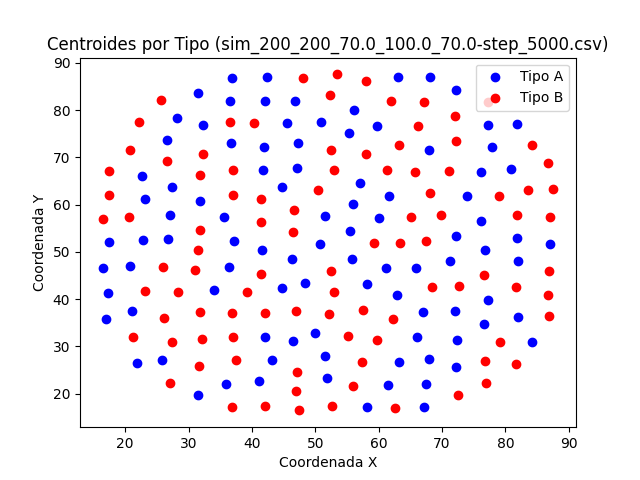 Centroides por Tipo (sim_200_200_70.0_100.0_70.0-step_5000.csv)
Tipo A
Tipo B
90
80
70
60
50
40
30
20
Coordenada Y
20 30 40 50 60 70 80 90
Coordenada X